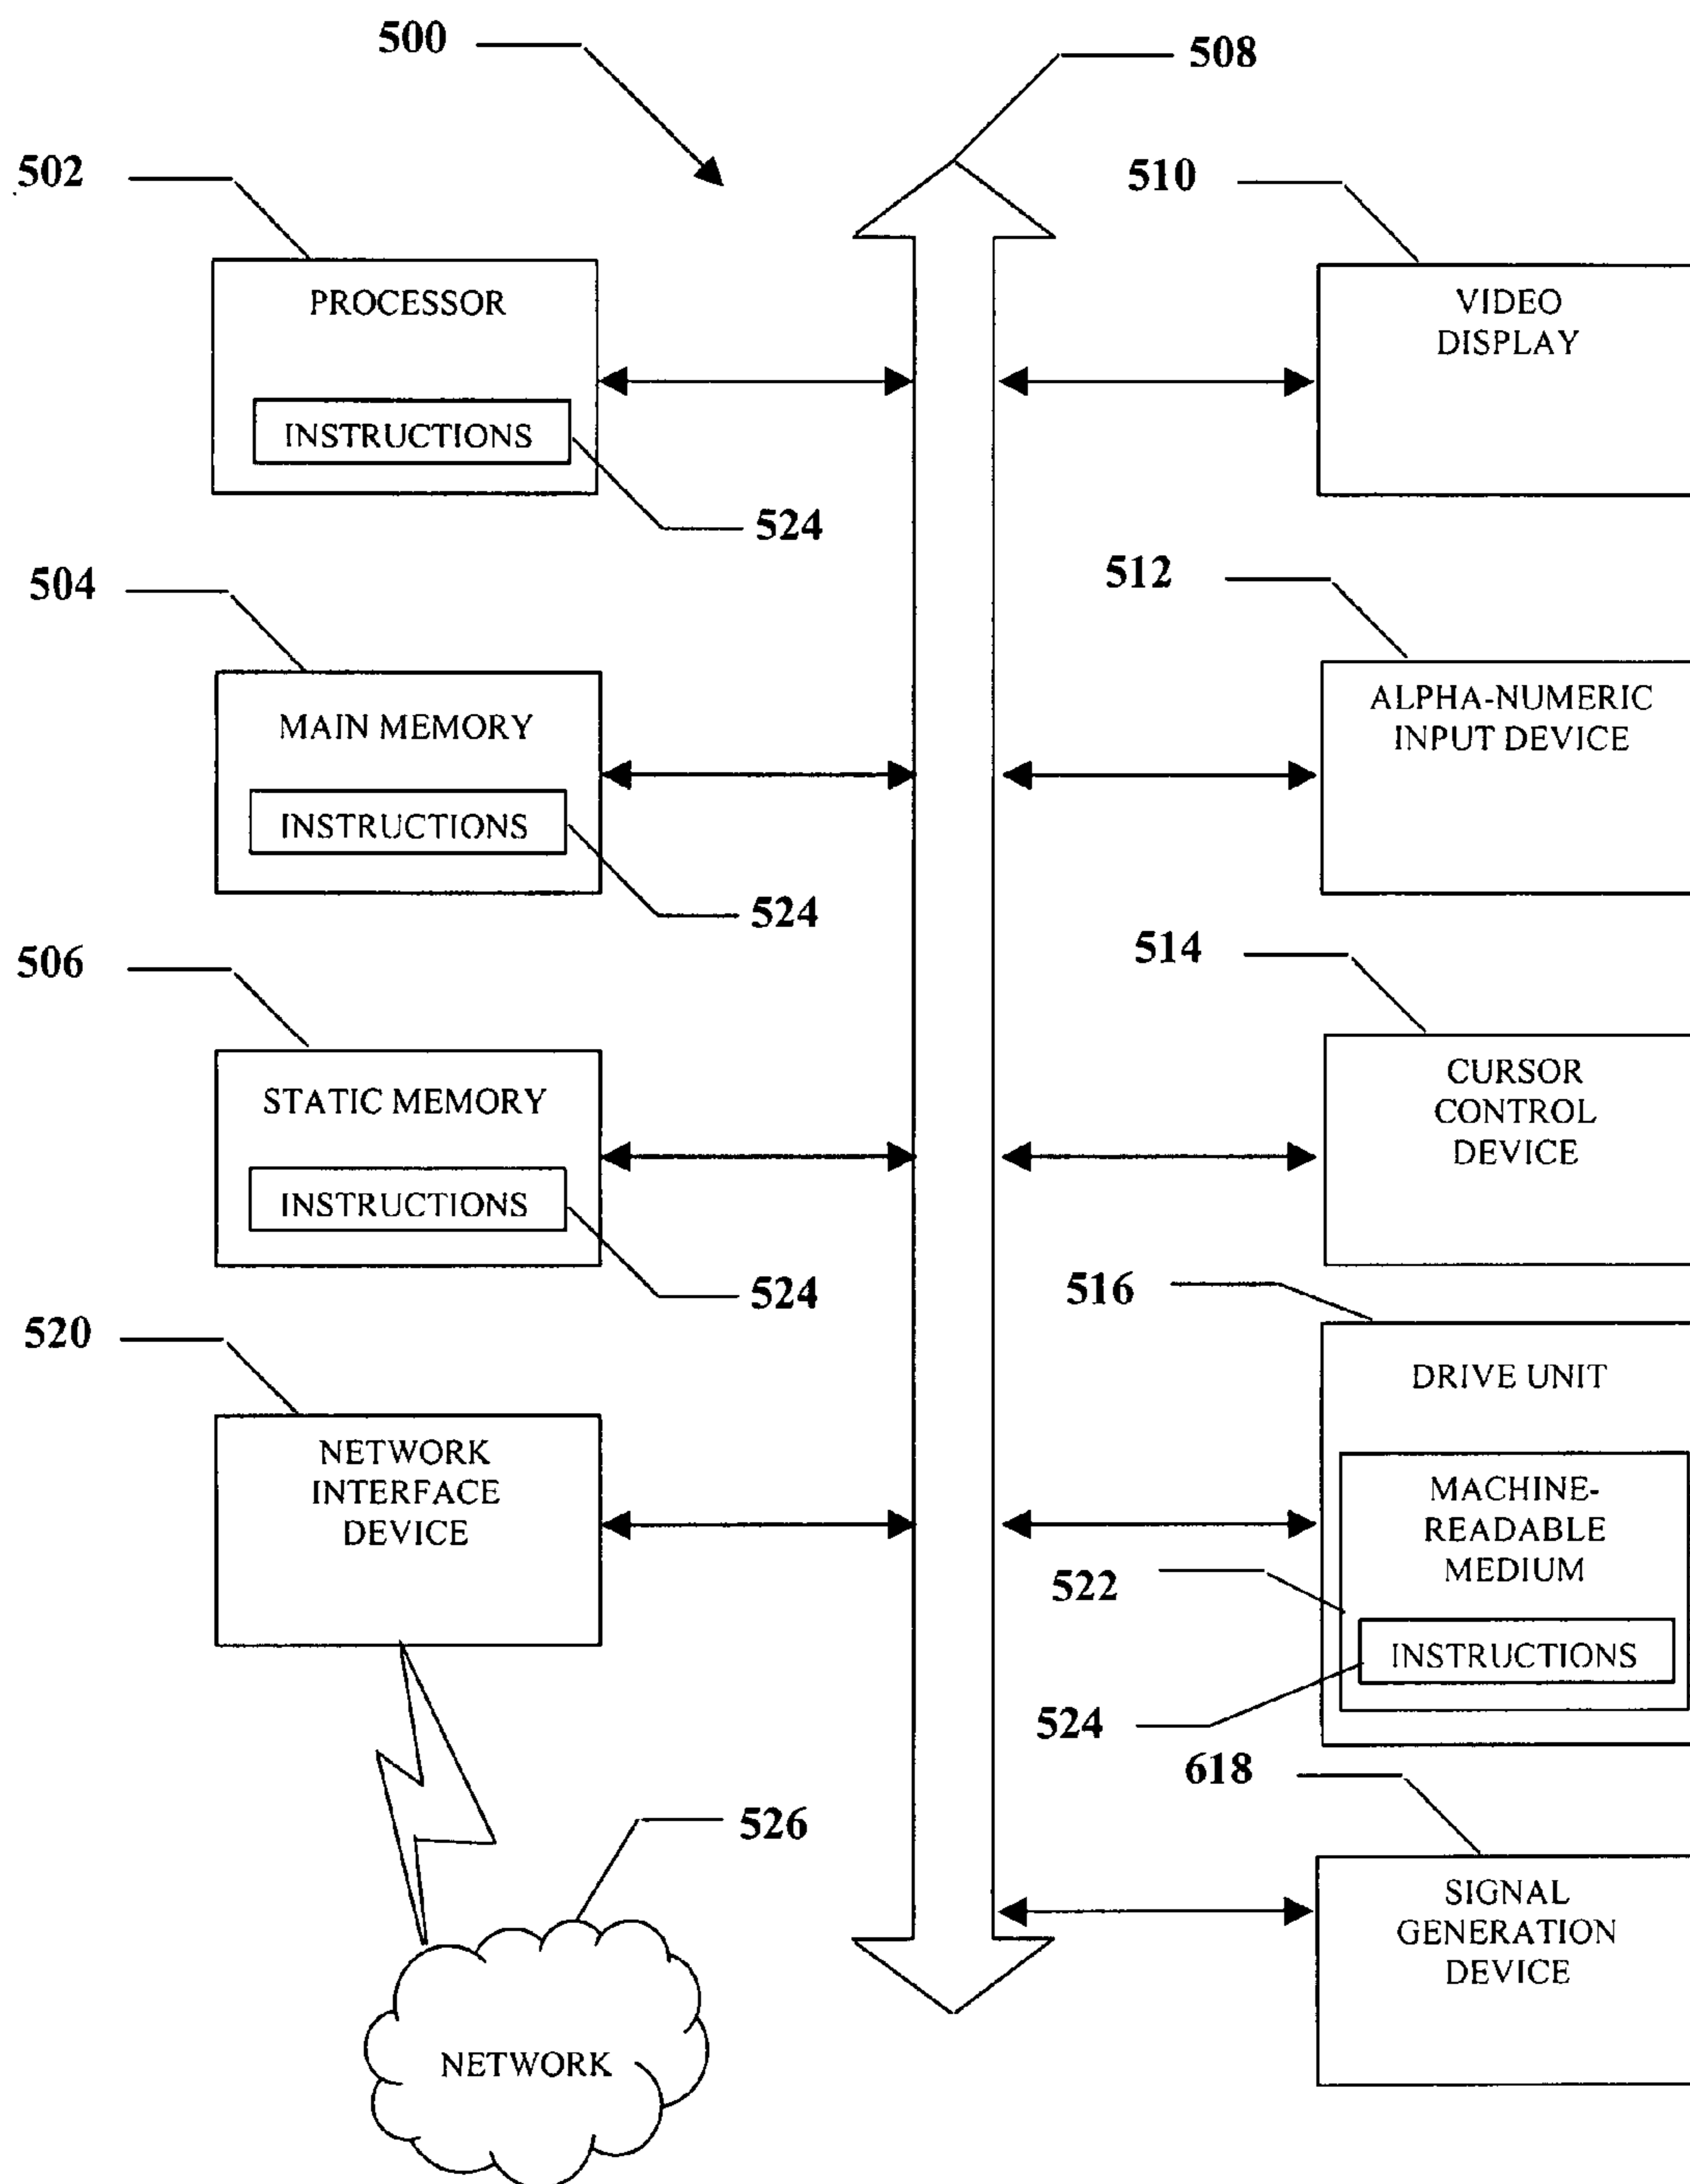 500
508
502
510
PROCESSOR
INSTRUCTIONS
524
VIDEO
DISPLAY
504
512
MAIN MEMORY
INSTRUCTIONS
524
ALPHA-NUMERIC
INPUT DEVICE
506
514
STATIC MEMORY
INSTRUCTIONS
524
CURSOR
CONTROL
DEVICE
520
516
NETWORK
INTERFACE
DEVICE
DRIVE UNIT
MACHINE-
READABLE
MEDIUM
522
INSTRUCTIONS
524
618
526
SIGNAL
GENERATION
DEVICE
NETWORK